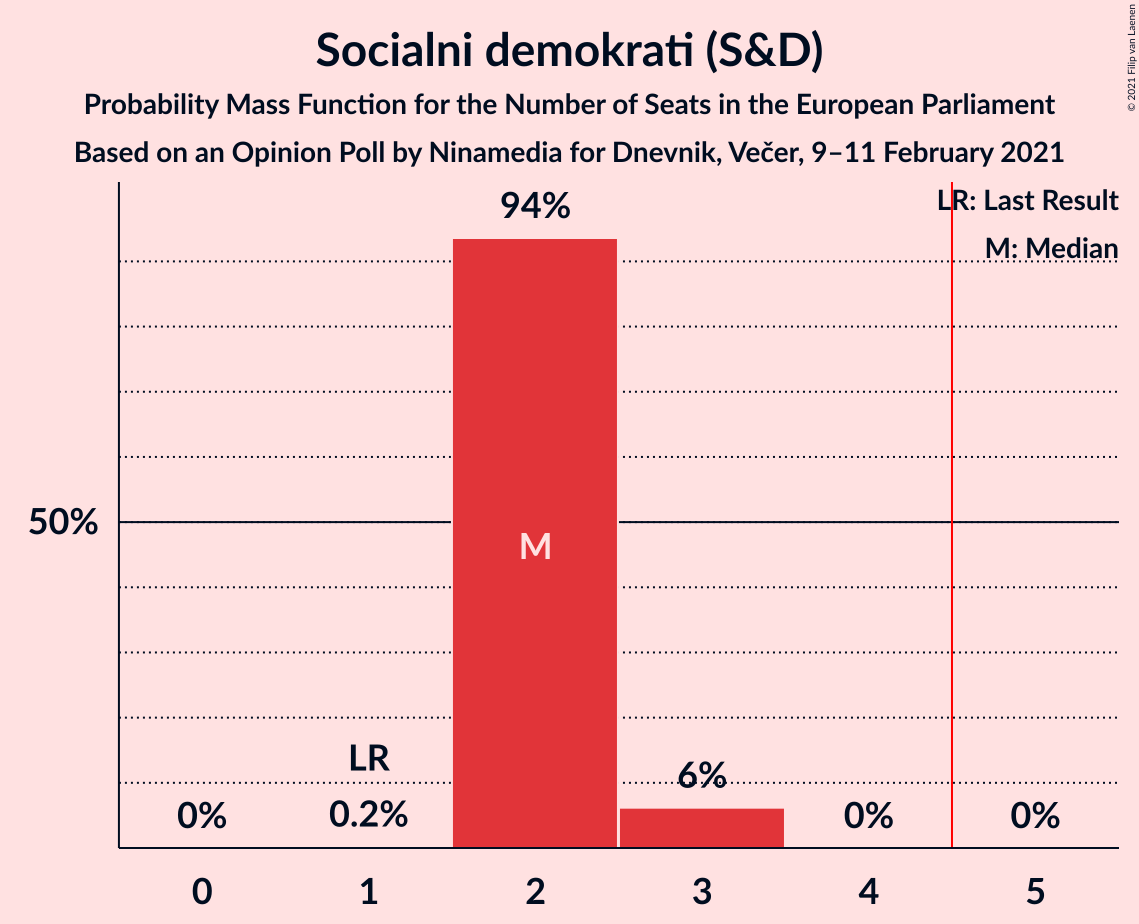 Socialni demokrati (S&D)
Probability Mass Function for the Number of Seats in the European Parliament
Based on an Opinion Poll by Ninamedia for Dnevnik, Večer, 9–11 February 2021
© 2021 Filip van Laenen
LR: Last Result
M: Median
94%
50%
M
LR
6%
0%
0.2%
0%
0%
0
1
2
3
4
5